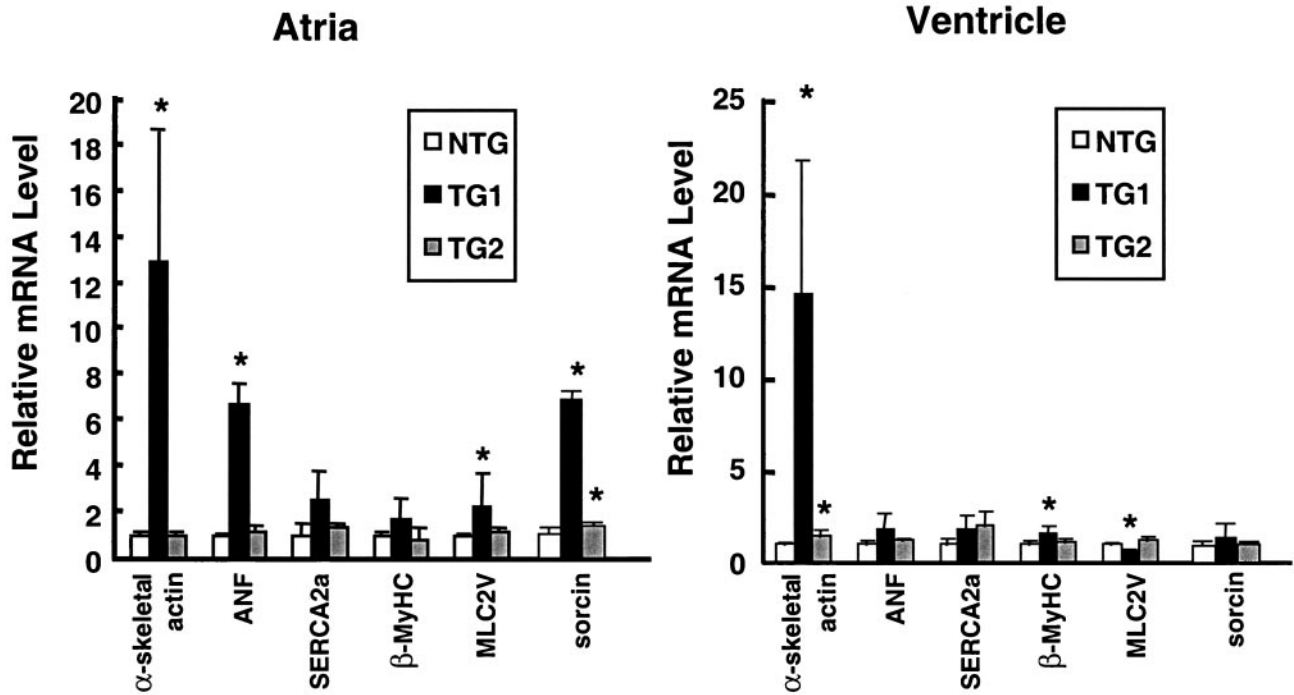 Atria
Relative mRNA Level
20
18
16
14
12
10
8
6
4
2
0
*
*
*
*
*
NTG
TG1
TG2
α-skeletal
actin
ANF
SERCA2a
β-MyHC
MLC2V
sorcin
Ventricle
Relative mRNA Level
25
20
15
10
5
0
*
*
*
*
NTG
TG1
TG2
α-skeletal
actin
ANF
SERCA2a
β-MyHC
MLC2V
sorcin